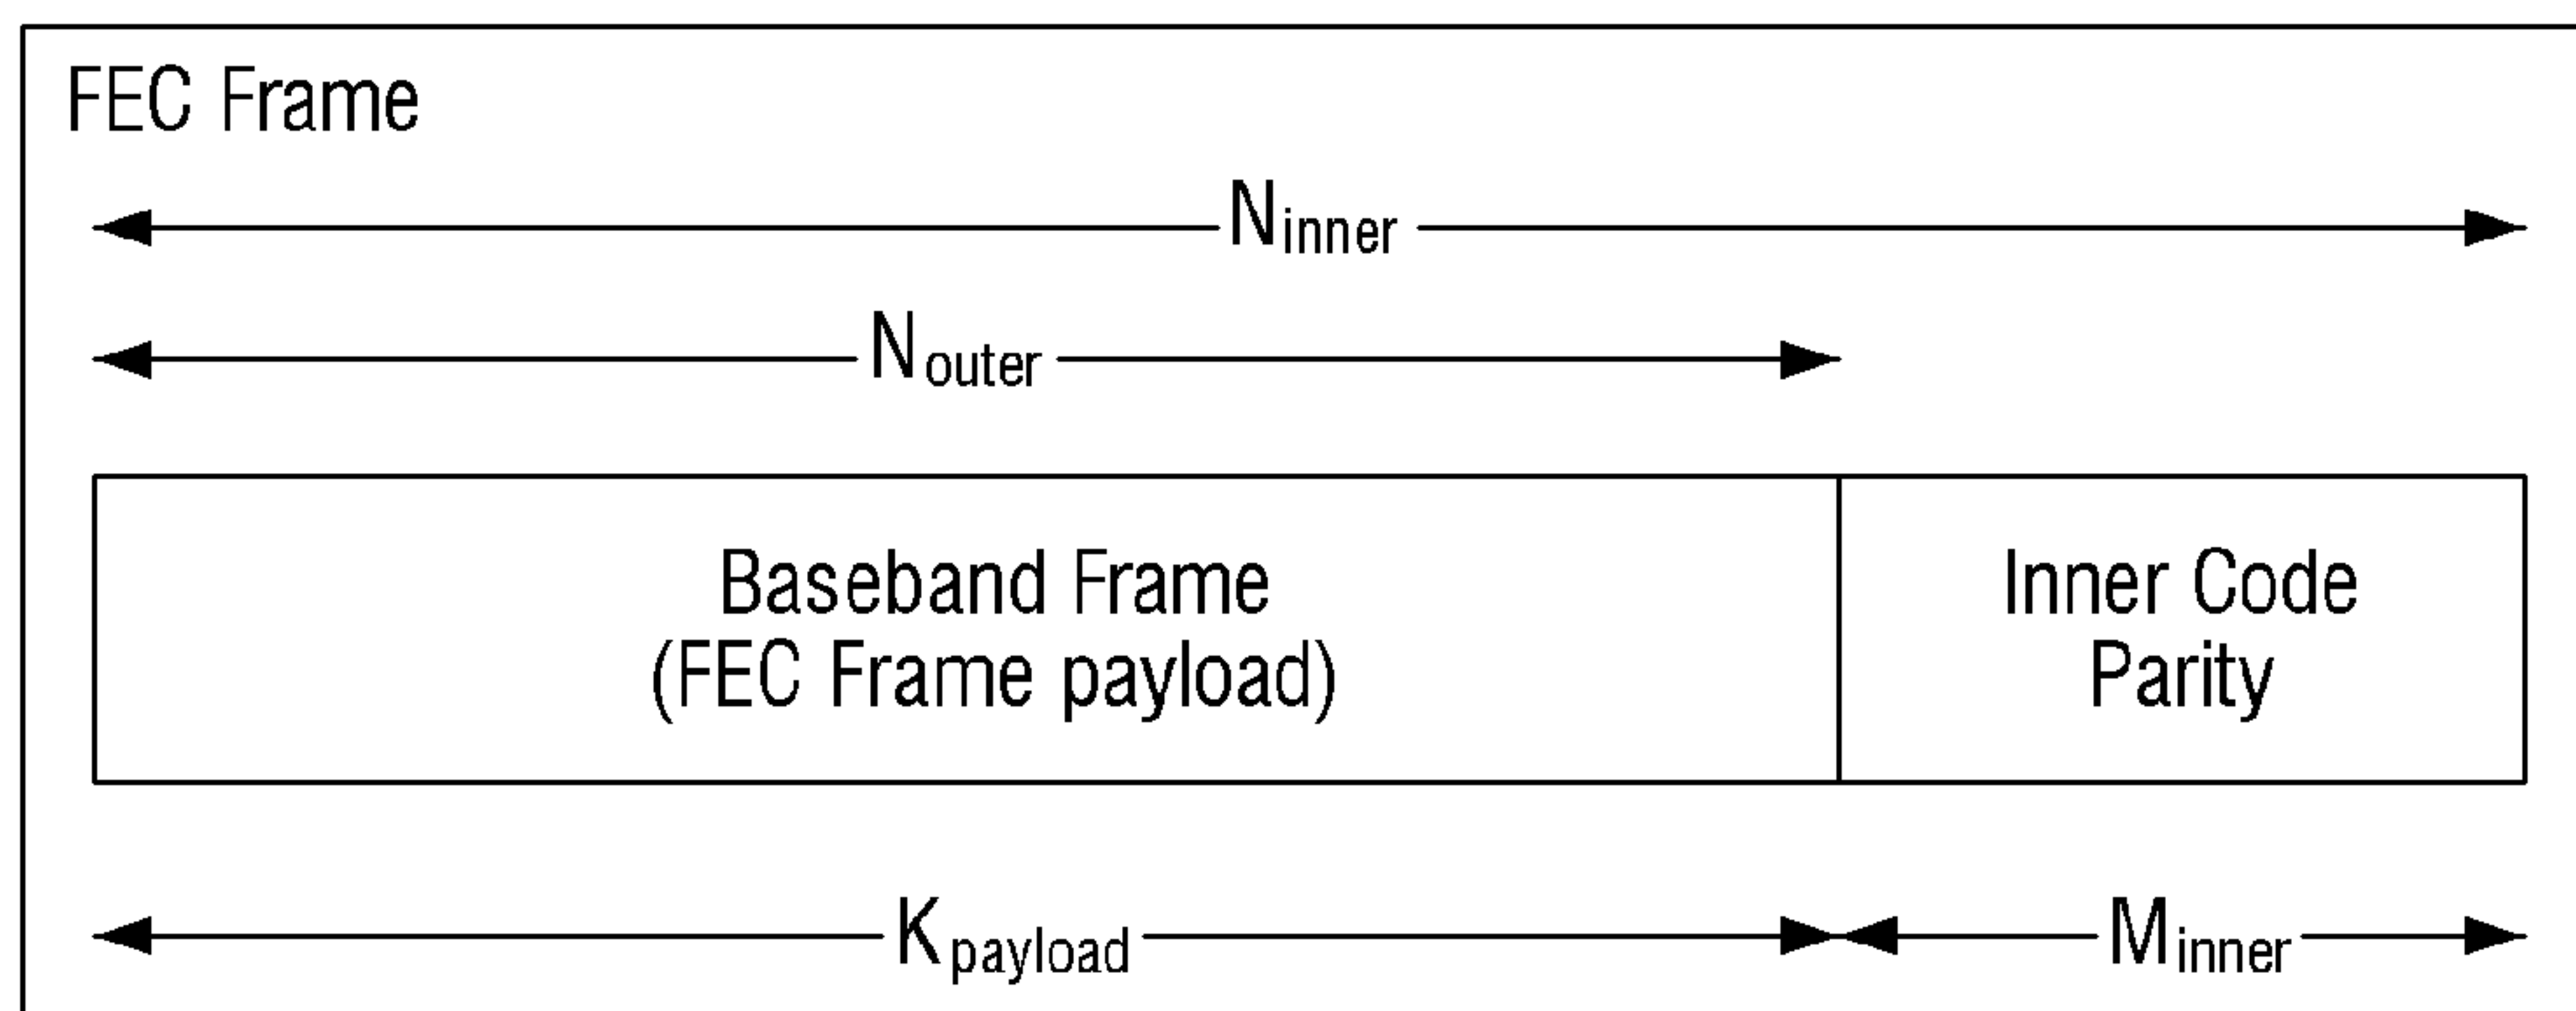 FEC Frame
Ninner
Nouter
Baseband Frame
(FEC Frame payload)
Inner Code
Parity
Kpayload
Minner